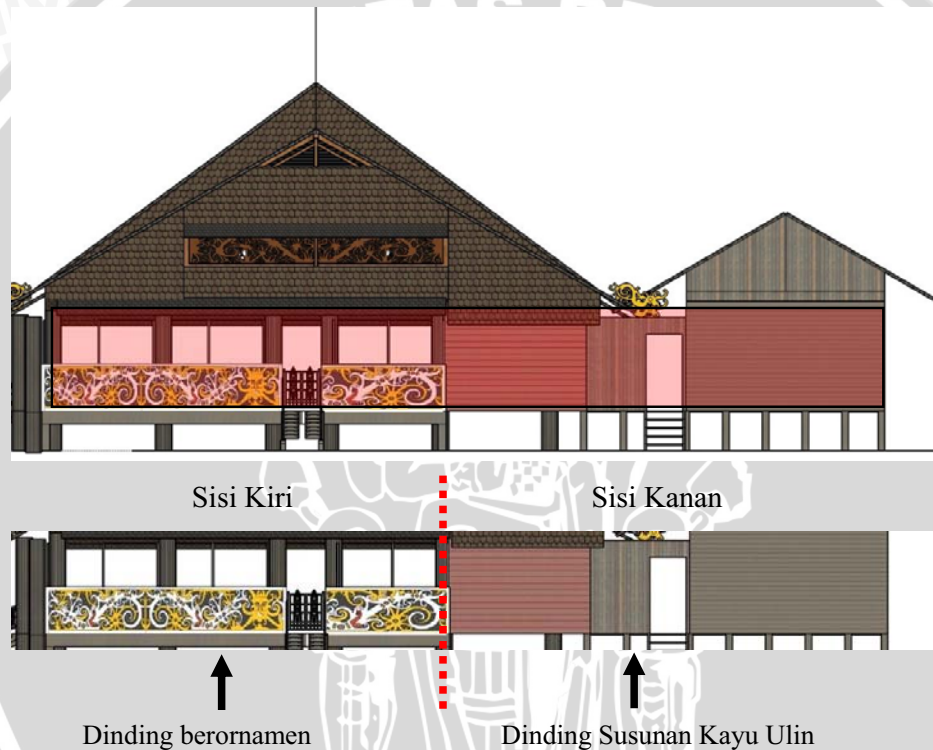 Sisi Kiri
Sisi Kanan
Dinding berornamen
Dinding Susunan Kayu Ulin